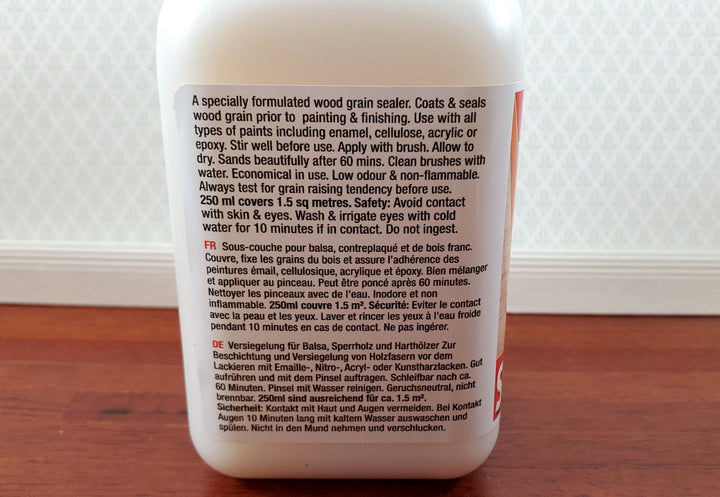 A specially formulated wood grain sealer. Coats & seals
wood grain prior to painting & finishing. Use with all
types of paints including enamel, cellulose, acrylic or
epoxy. Stir well before use. Apply with brush. Allow to
dry. Sands beautifully after 60 mins. Clean brushes with
water. Economical in use. Low odour & non-flammable.
Always test for grain raising tendency before use.
250 ml covers 1.5 sq metres. Safety: Avoid contact
with skin & eyes. Wash & irrigate eyes with cold
water for 10 minutes if in contact. Do not ingest.
FR Sous-couche pour balsa, contreplaqué et de bois franc.
Couvre, fixe les grains du bois et assure l'adhérence des
peintures émail, cellulosique, acrylique et époxy. Bien mélanger
et appliquer au pinceau. Peut être poncé après 60 minutes.
Nettoyer les pinceaux avec de l'eau. Inodore et non
inflammable. 250ml couvre 1.5 m². Sécurité: Eviter le contact
avec la peau et les yeux. Laver et rincer les yeux à l'eau froide
pendant 10 minutes en cas de contact. Ne pas ingérer.
DE Versiegelung für Balsa, Sperrholz und Harthölzer Zur
Beschichtung und Versiegelung von Holzfasern vor dem
Lackieren mit Emaille-, Nitro-, Acryl- oder Kunstharzlacken. Gut
aufrühren und mit dem Pinsel auftragen. Schleifbar nach ca.
60 Minuten. Pinsel mit Wasser reinigen. Geruchsneutral, nicht
brennbar. 250ml sind ausreichend für ca. 1.5 m².
Sicherheit: Kontakt mit Haut und Augen vermeiden. Bei Kontakt
Augen 10 Minuten lang mit kaltem Wasser auswaschen und
spülen. Nicht in den Mund nehmen und verschlucken.